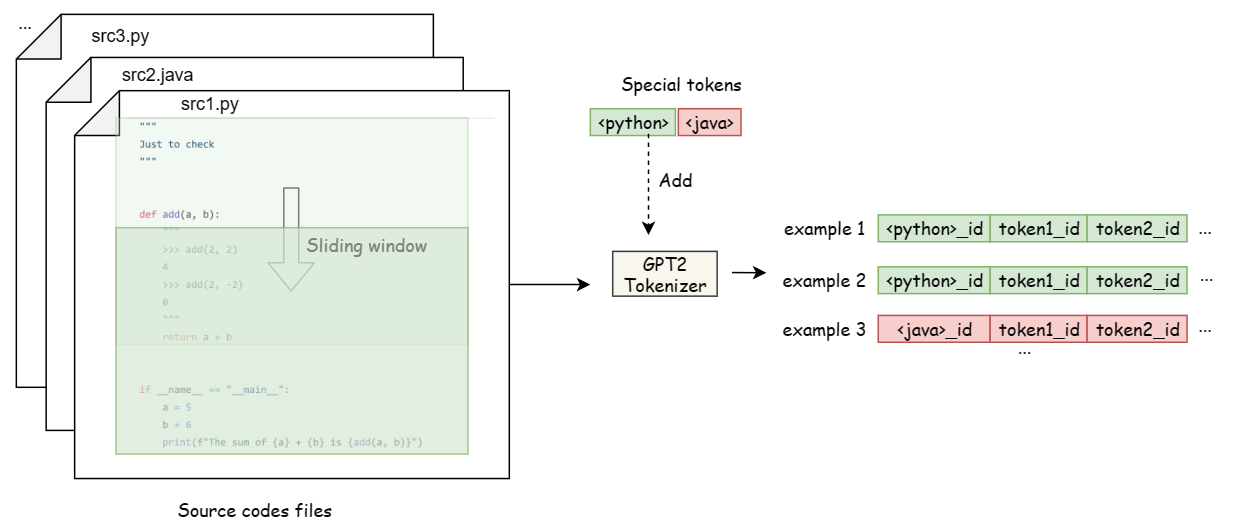 ...
src3.py
src2.java
src1.py
"""
Just to check
"""
def add(a, b):
"""
>>> add(2, 2)
4
>>> add(2, -2)
0
"""
return a + b
if __name__ == "__main__":
a = 5
b = 6
print(f"The sum of {a} + {b} is {add(a, b)}")
Sliding window
Source codes files
Special tokens
<python> <java>
Add
GPT2
Tokenizer
example 1 <python>_id token1_id token2_id ...
example 2 <python>_id token1_id token2_id ...
example 3 <java>_id token1_id token2_id ...
...